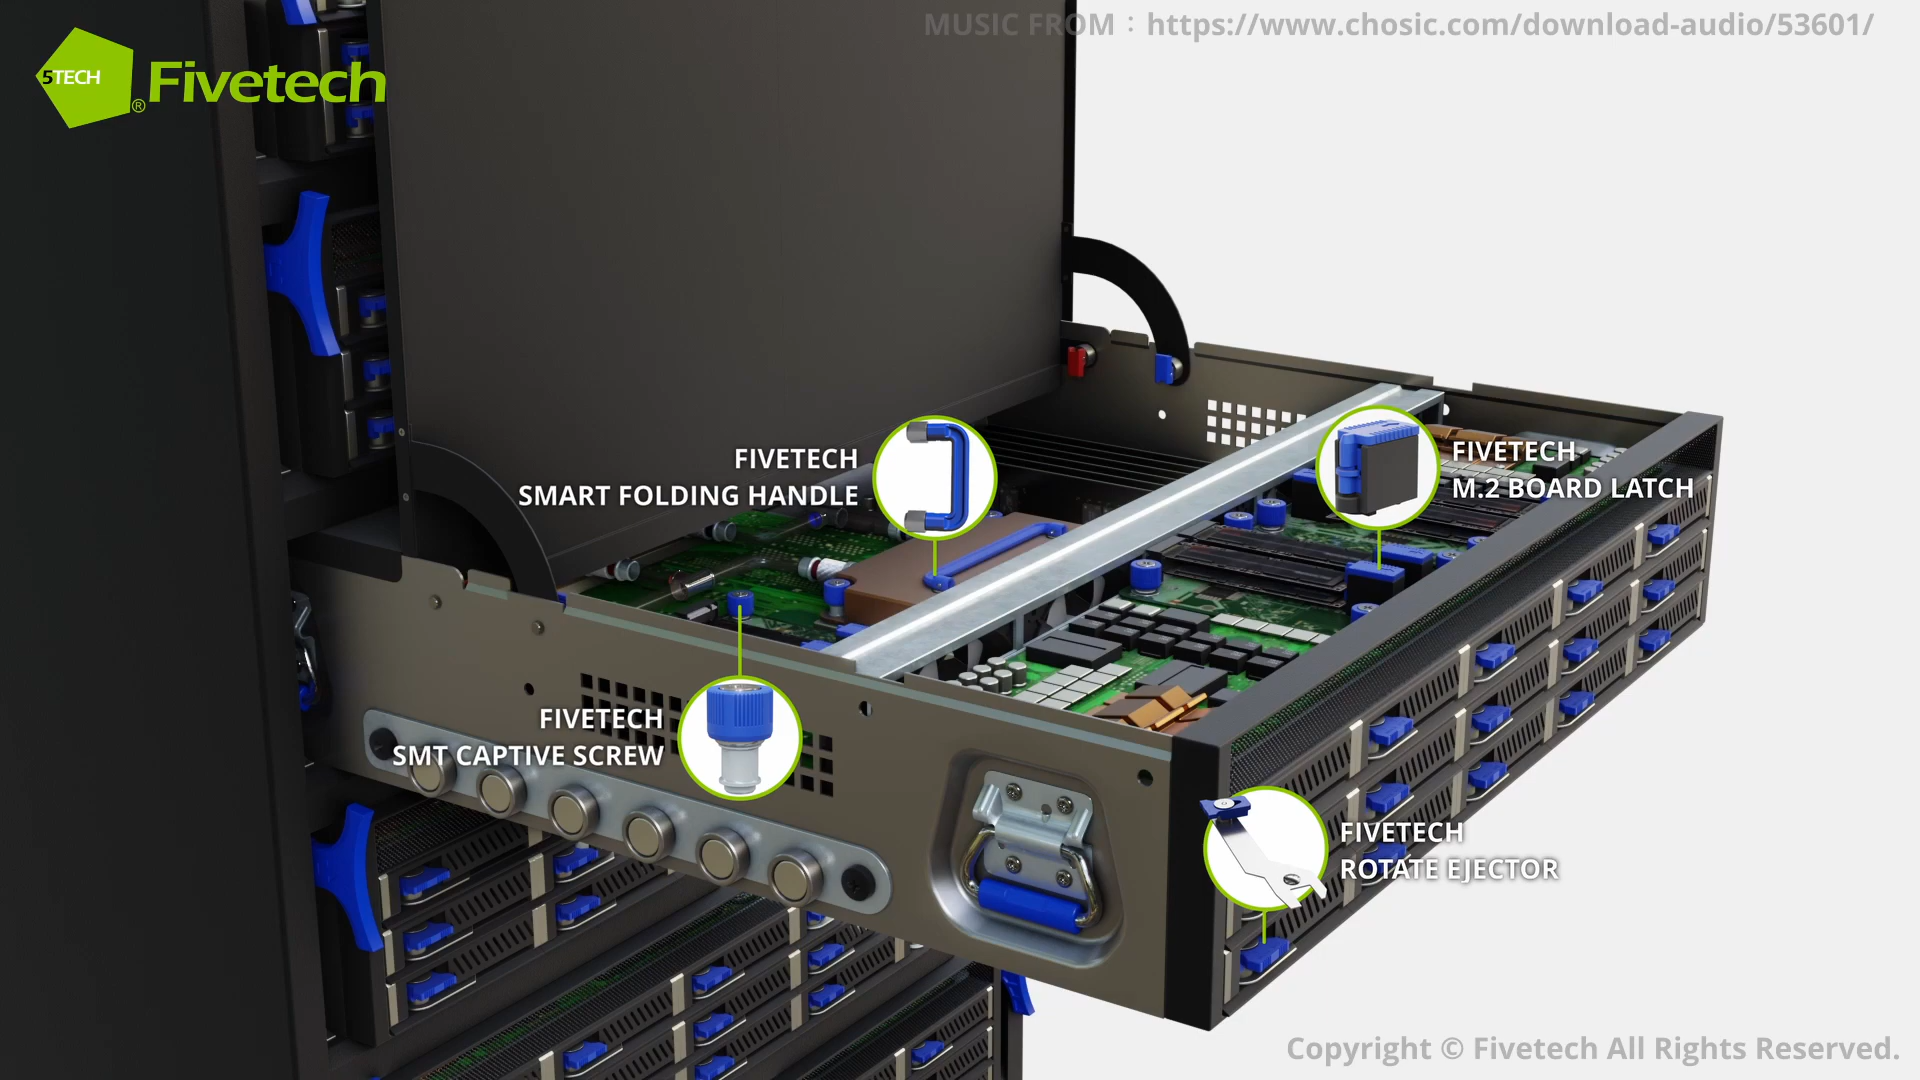 MUSIC FROM：https://www.chosic.com/download-audio/53601/
5TECH
® Fivetech
FIVETECH
SMART FOLDING HANDLE
FIVETECH
M.2 BOARD LATCH
FIVETECH
SMT CAPTIVE SCREW
FIVETECH
ROTATE EJECTOR
Copyright © Fivetech All Rights Reserved.